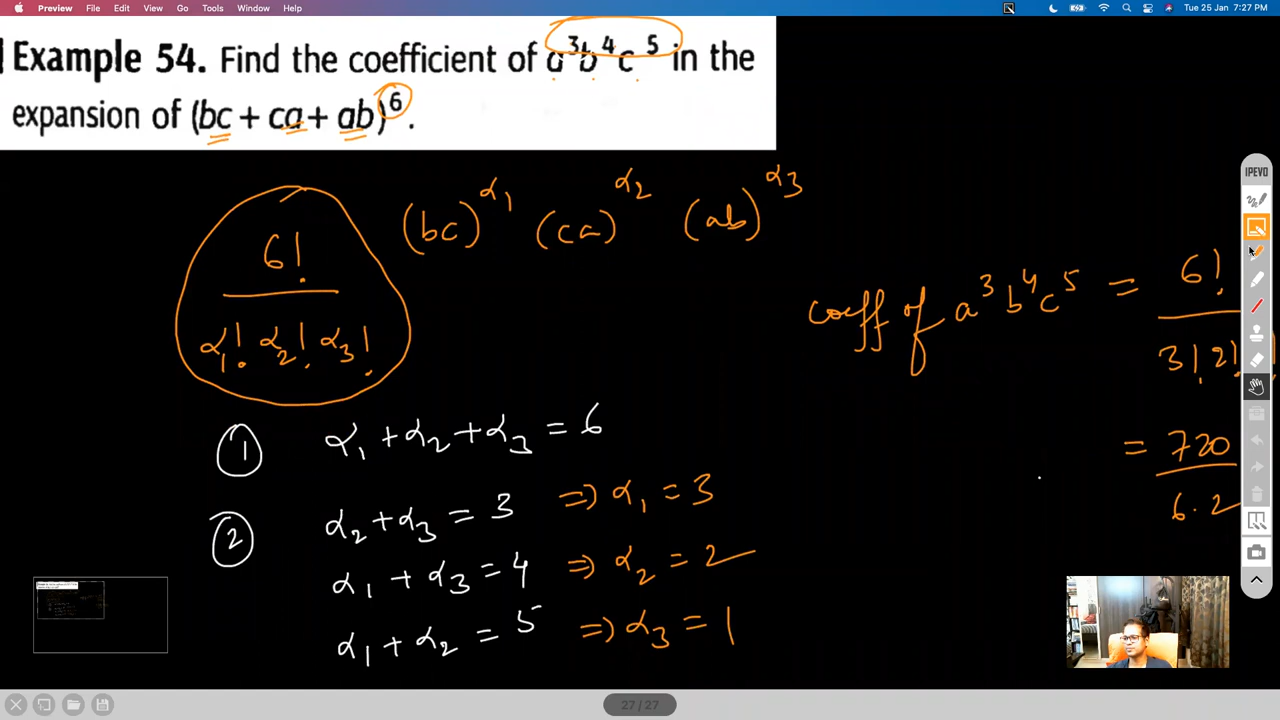 Preview File Edit View Go Tools Window Help Tue 25 Jan 7:27 PM
Example 54. Find the coefficient of a³b⁴c⁵ in the
expansion of (bc + ca + ab)⁶.
IPEVO
6! / α₁! α₂! α₃! (bc)^α₁ (ca)^α₂ (ab)^α₃
coeff of a³ b⁴ c⁵ = 6! / 3! 2!
= 720 / 6·2
① α₁ + α₂ + α₃ = 6
② α₂ + α₃ = 3 ⇒ α₁ = 3
α₁ + α₃ = 4 ⇒ α₂ = 2
α₁ + α₂ = 5 ⇒ α₃ = 1
27 / 27